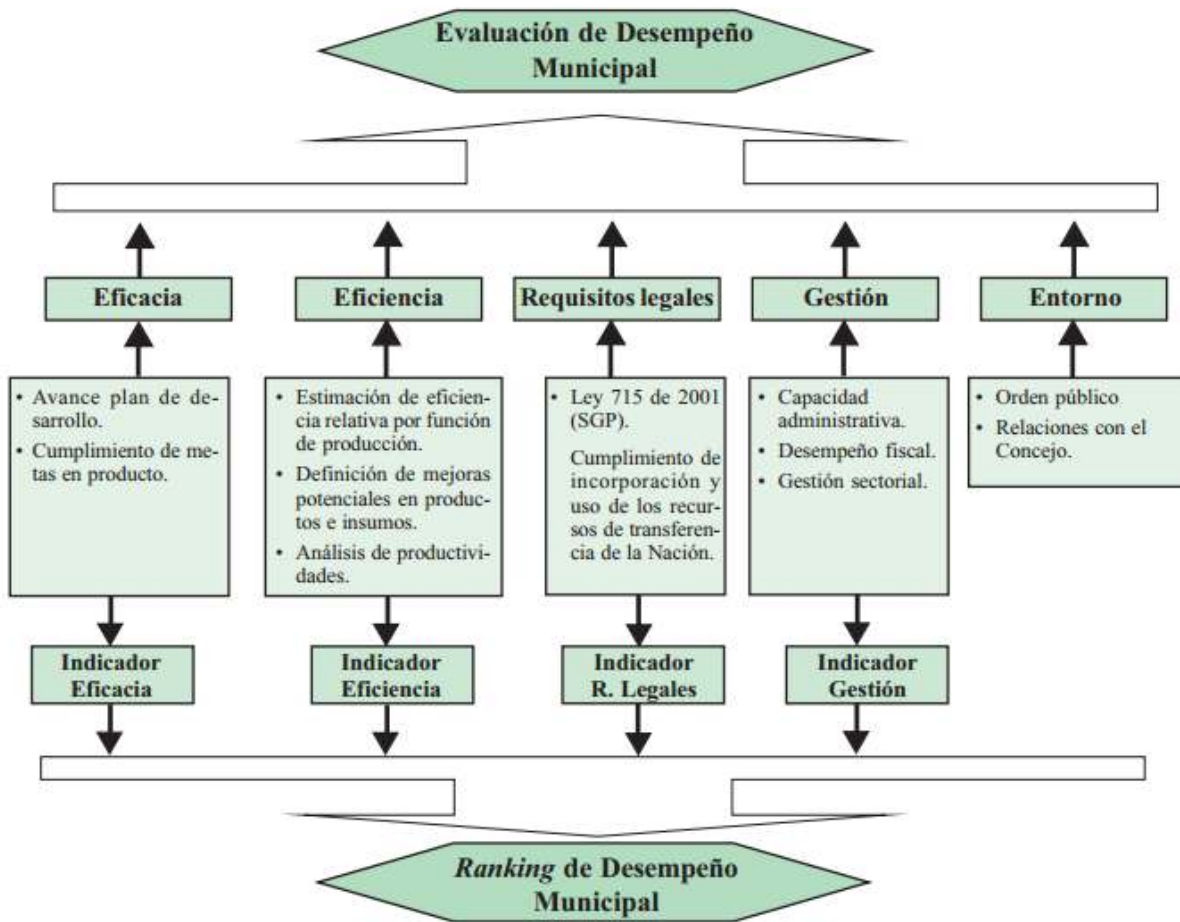 Evaluación de Desempeño
Municipal
Eficacia
Eficiencia
Requisitos legales
Gestión
Entorno
• Avance plan de de-
sarrollo.
• Cumplimiento de me-
tas en producto.
• Estimación de eficien-
cia relativa por función
de producción.
• Definición de mejoras
potenciales en produc-
tos e insumos.
• Análisis de productivi-
dades.
• Ley 715 de 2001
(SGP).
Cumplimiento de
incorporación y
uso de los recur-
sos de transferen-
cia de la Nación.
• Capacidad
administrativa.
• Desempeño fiscal.
• Gestión sectorial.
• Orden público
• Relaciones con el
Concejo.
Indicador
Eficacia
Indicador
Eficiencia
Indicador
R. Legales
Indicador
Gestión
Ranking de Desempeño
Municipal